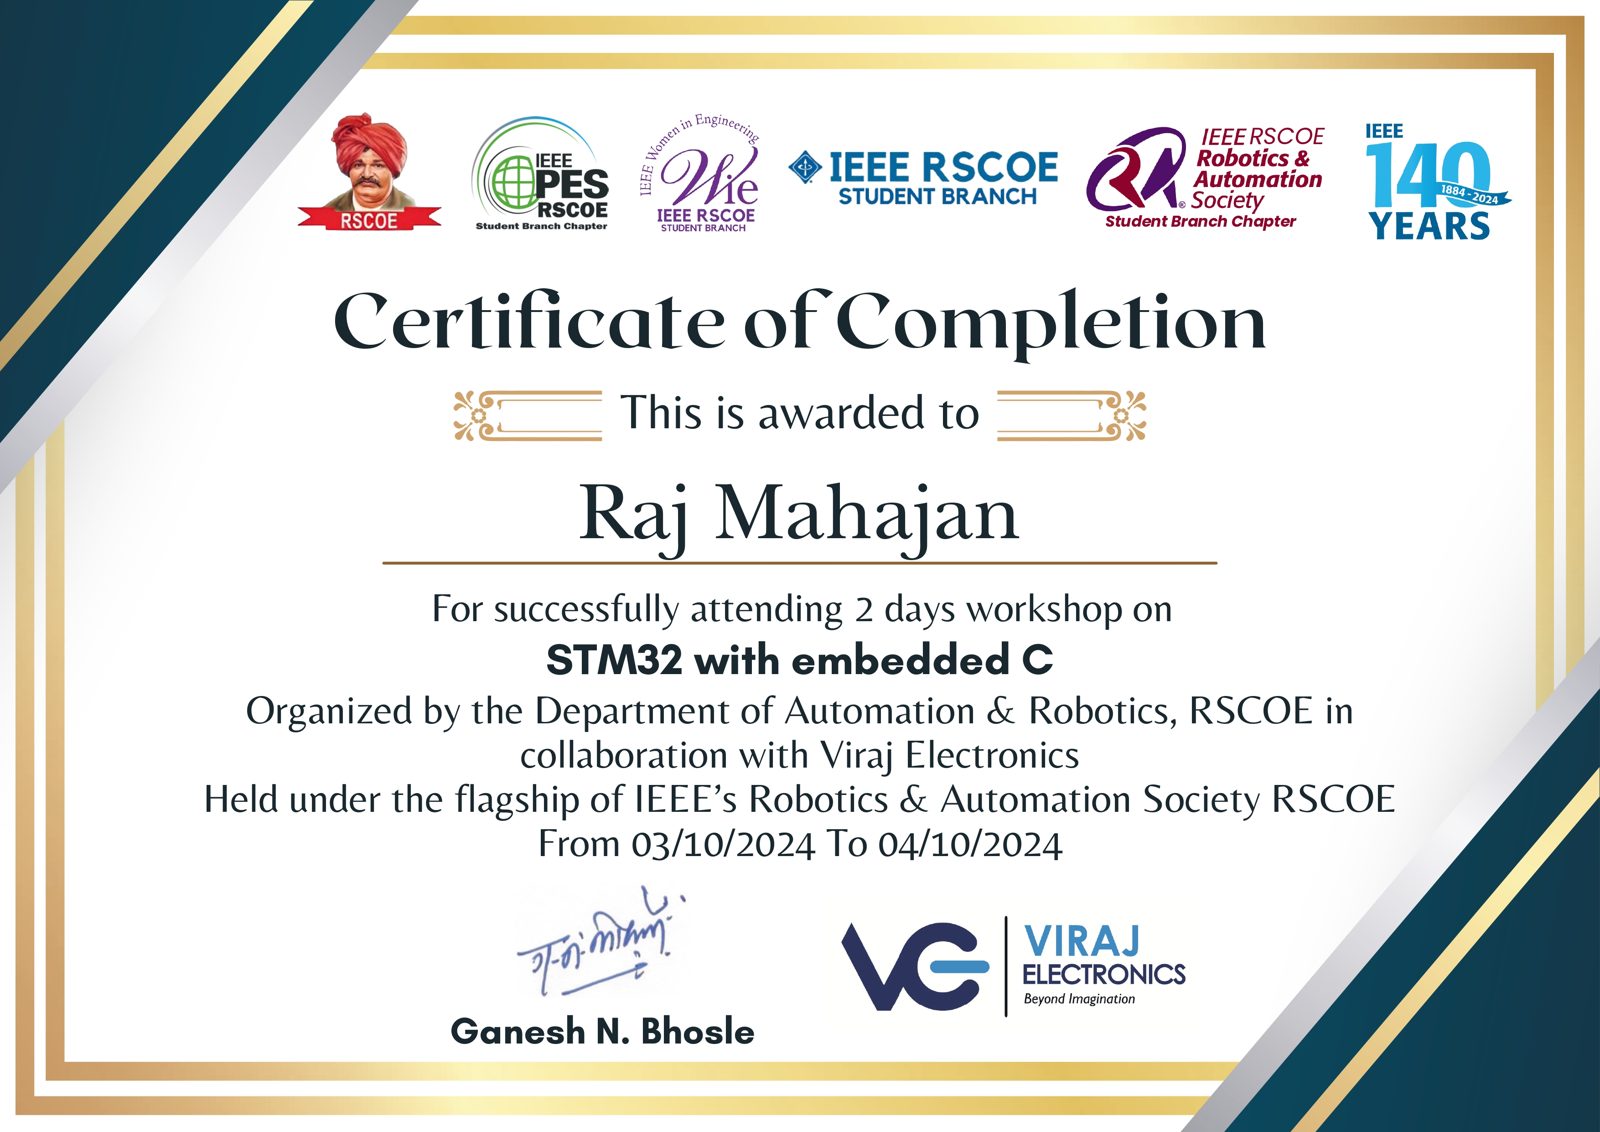 RSCOE
IEEE
PES
RSCOE
Student Branch Chapter
IEEE Women in Engineering
Wie
IEEE RSCOE
STUDENT BRANCH
IEEE RSCOE
STUDENT BRANCH
IEEE RSCOE
Robotics &
Automation
Society
Student Branch Chapter
IEEE
140
1884 - 2024
YEARS
Certificate of Completion
This is awarded to
Raj Mahajan
For successfully attending 2 days workshop on
STM32 with embedded C
Organized by the Department of Automation & Robotics, RSCOE in
collaboration with Viraj Electronics
Held under the flagship of IEEE’s Robotics & Automation Society RSCOE
From 03/10/2024 To 04/10/2024
Ganesh N. Bhosle
VIRAJ
ELECTRONICS
Beyond Imagination